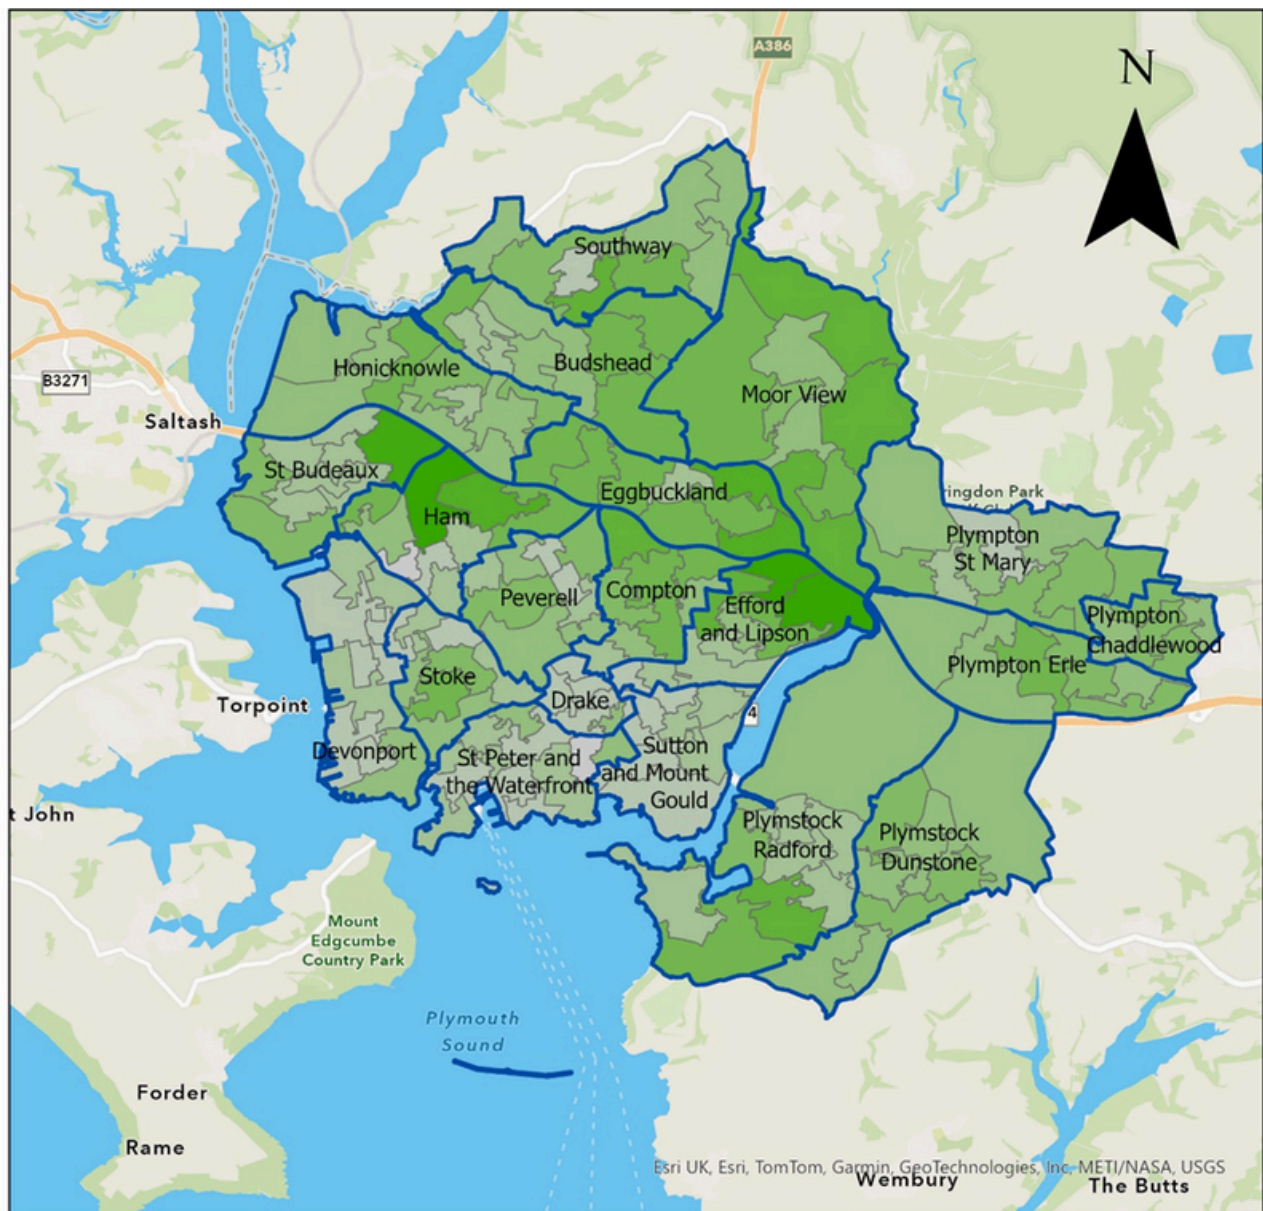 A386
N
Southway
Honicknowle
Budshead
B3271
Moor View
Saltash
St Budeaux
Eggbuckland
ringdon Park
Ham
Plympton
St Mary
Peverell
Compton
Efford
and Lipson
Plympton
Chaddlewood
Plympton Erle
Stoke
Drake
Torpoint
4
Devonport
St Peter and
the Waterfront
Sutton
and Mount
Gould
t John
Plymstock
Radford
Plymstock
Dunstone
Mount
Edgcumbe
Country Park
Plymouth
Sound
Forder
Rame
Esri UK, Esri, TomTom, Garmin, GeoTechnologies, Inc, METI/NASA, USGS
Wembury
The Butts